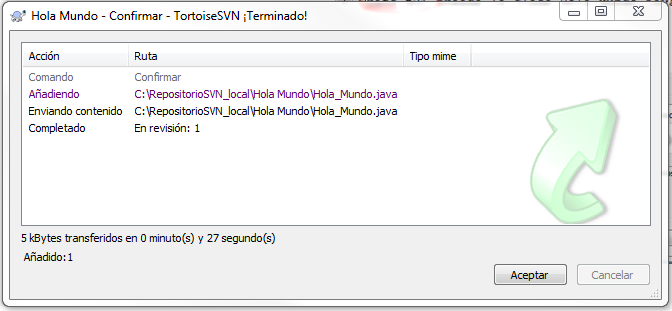 Hola Mundo - Confirmar - TortoiseSVN ¡Terminado!
Acción Ruta Tipo mime
Comando Confirmar
Añadiendo C:\RepositorioSVN_local\Hola Mundo\Hola_Mundo.java
Enviando contenido C:\RepositorioSVN_local\Hola Mundo\Hola_Mundo.java
Completado En revisión: 1
5 kBytes transferidos en 0 minuto(s) y 27 segundo(s)
Añadido:1
Aceptar Cancelar